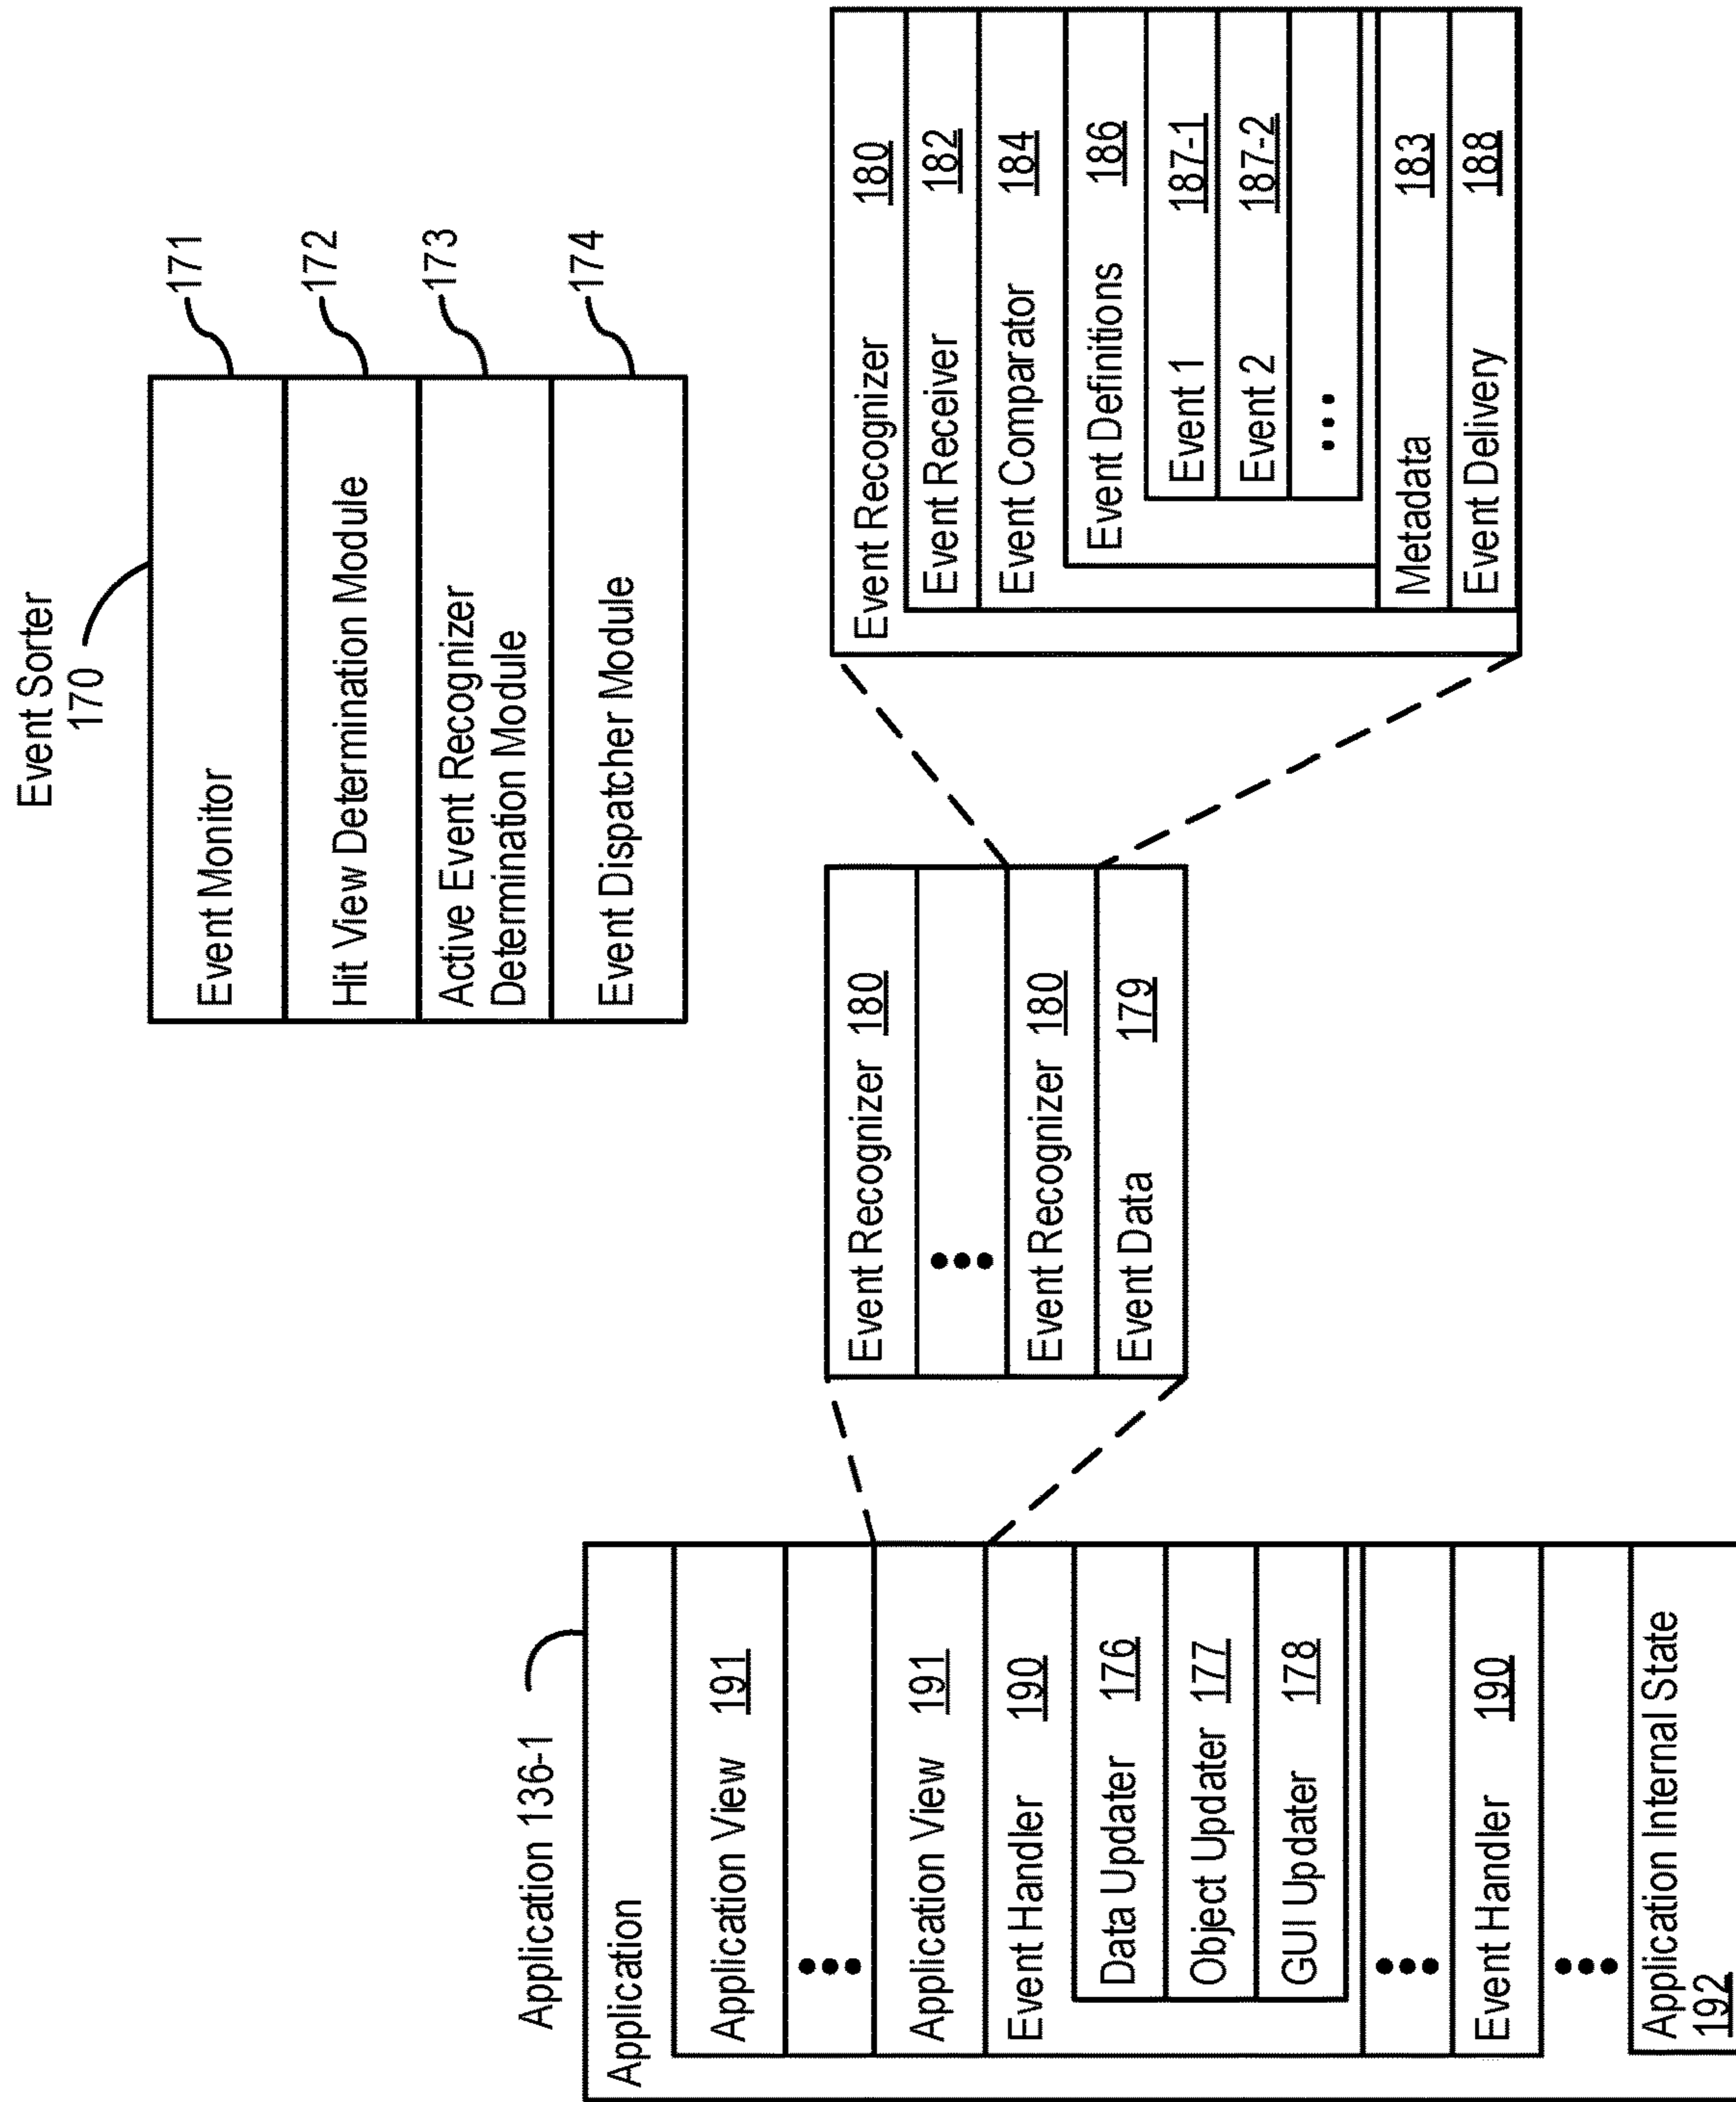 Event Sorter
170
Event Monitor
171
Hit View Determination Module
172
Active Event Recognizer
Determination Module
173
Event Dispatcher Module
174
Application 136-1
Application
Application View 191
•••
Application View 191
Event Handler 190
Data Updater 176
Object Updater 177
GUI Updater 178
•••
Event Handler 190
•••
Application Internal State
192
Event Recognizer 180
•••
Event Recognizer 180
Event Data 179
Event Recognizer 180
Event Receiver 182
Event Comparator 184
Event Definitions 186
Event 1 187-1
Event 2 187-2
•••
Metadata 183
Event Delivery 188